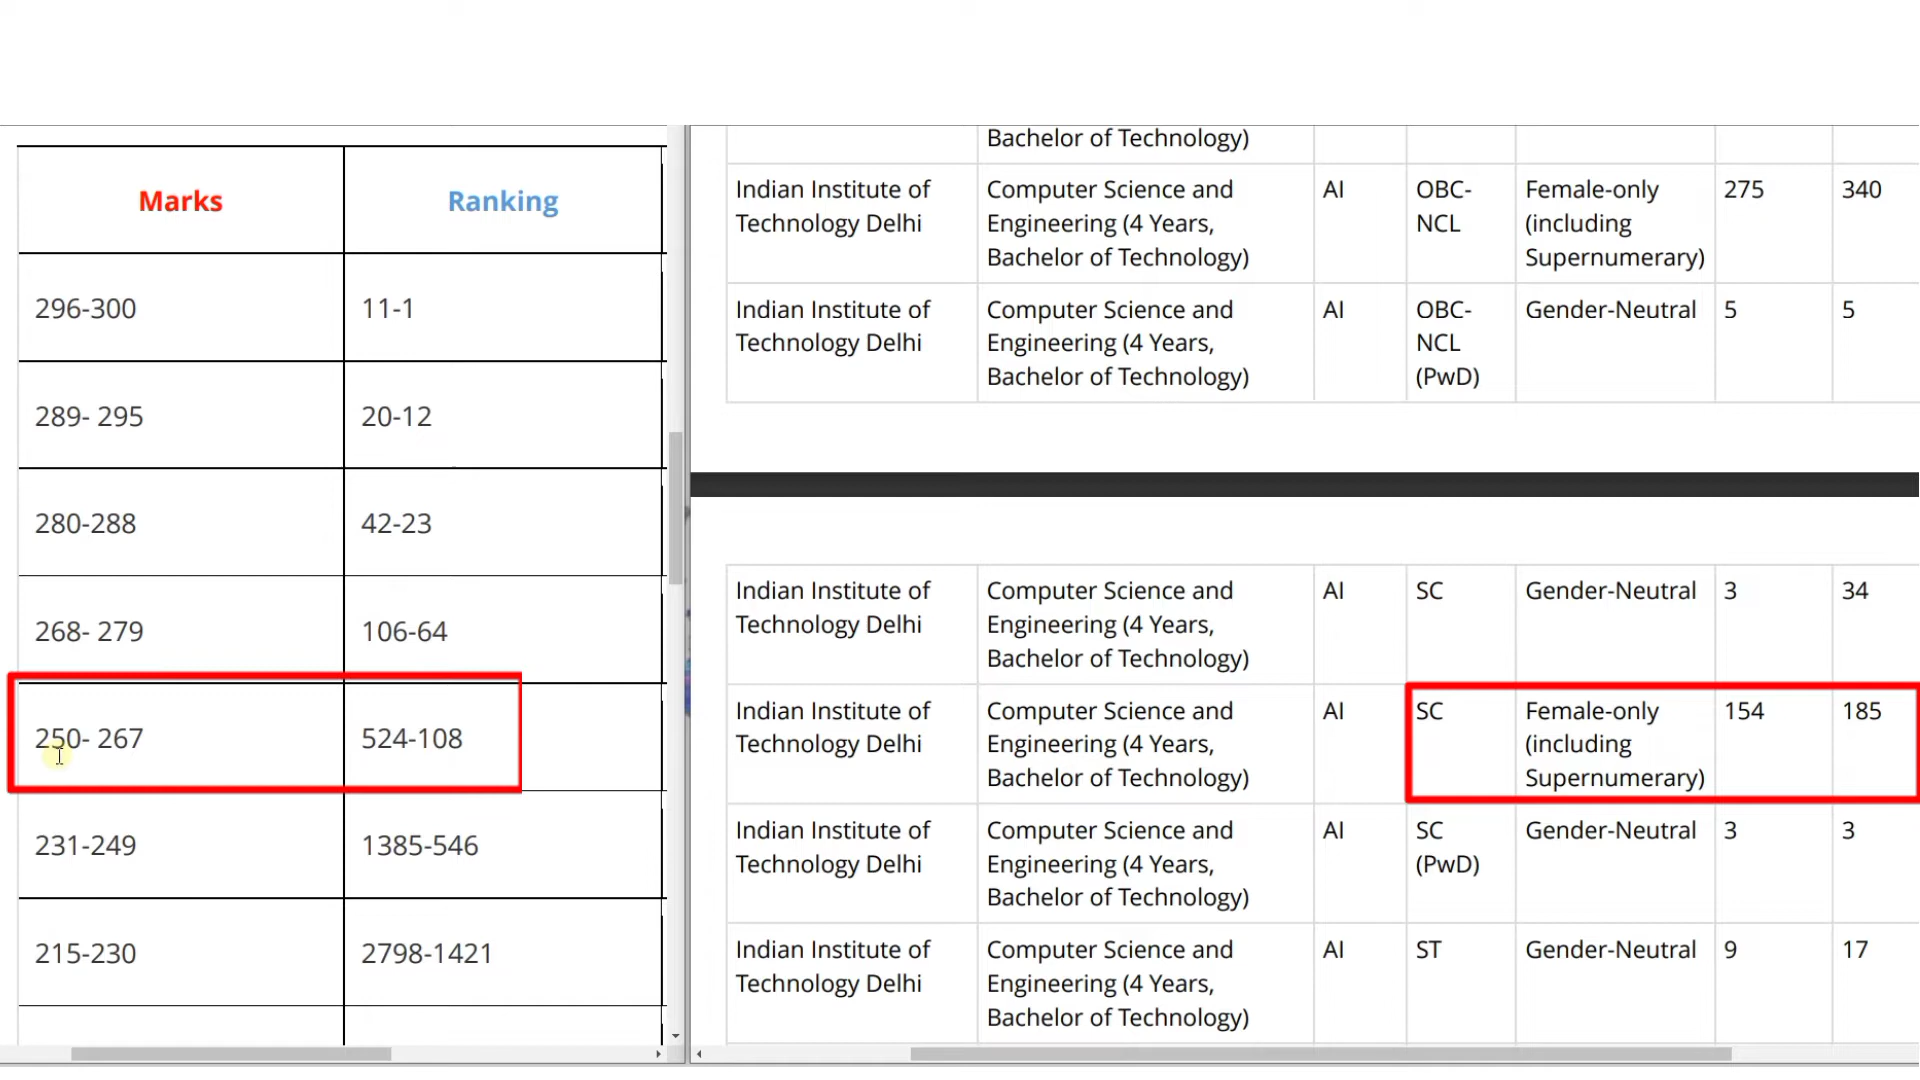 Marks Ranking
296-300 11-1
289- 295 20-12
280-288 42-23
268- 279 106-64
250- 267 524-108
231-249 1385-546
215-230 2798-1421
Bachelor of Technology)
Indian Institute of Computer Science and AI OBC- Female-only 275 340
Technology Delhi Engineering (4 Years, NCL (including
Bachelor of Technology) Supernumerary)
Indian Institute of Computer Science and AI OBC- Gender-Neutral 5 5
Technology Delhi Engineering (4 Years, NCL
Bachelor of Technology) (PwD)
Indian Institute of Computer Science and AI SC Gender-Neutral 3 34
Technology Delhi Engineering (4 Years,
Bachelor of Technology)
Indian Institute of Computer Science and AI SC Female-only 154 185
Technology Delhi Engineering (4 Years, (including
Bachelor of Technology) Supernumerary)
Indian Institute of Computer Science and AI SC Gender-Neutral 3 3
Technology Delhi Engineering (4 Years, (PwD)
Bachelor of Technology)
Indian Institute of Computer Science and AI ST Gender-Neutral 9 17
Technology Delhi Engineering (4 Years,
Bachelor of Technology)